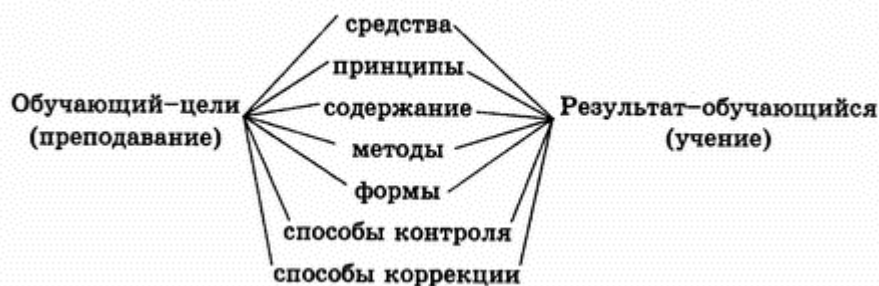 средства
принципы
Обучающий–цели
(преподавание)
содержание
методы
формы
способы контроля
способы коррекции
Результат–обучающийся
(учение)